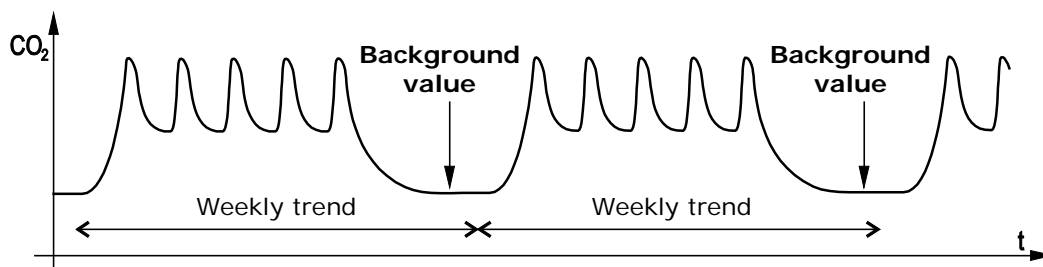 CO2
Background
value
Background
value
Weekly trend
Weekly trend
t